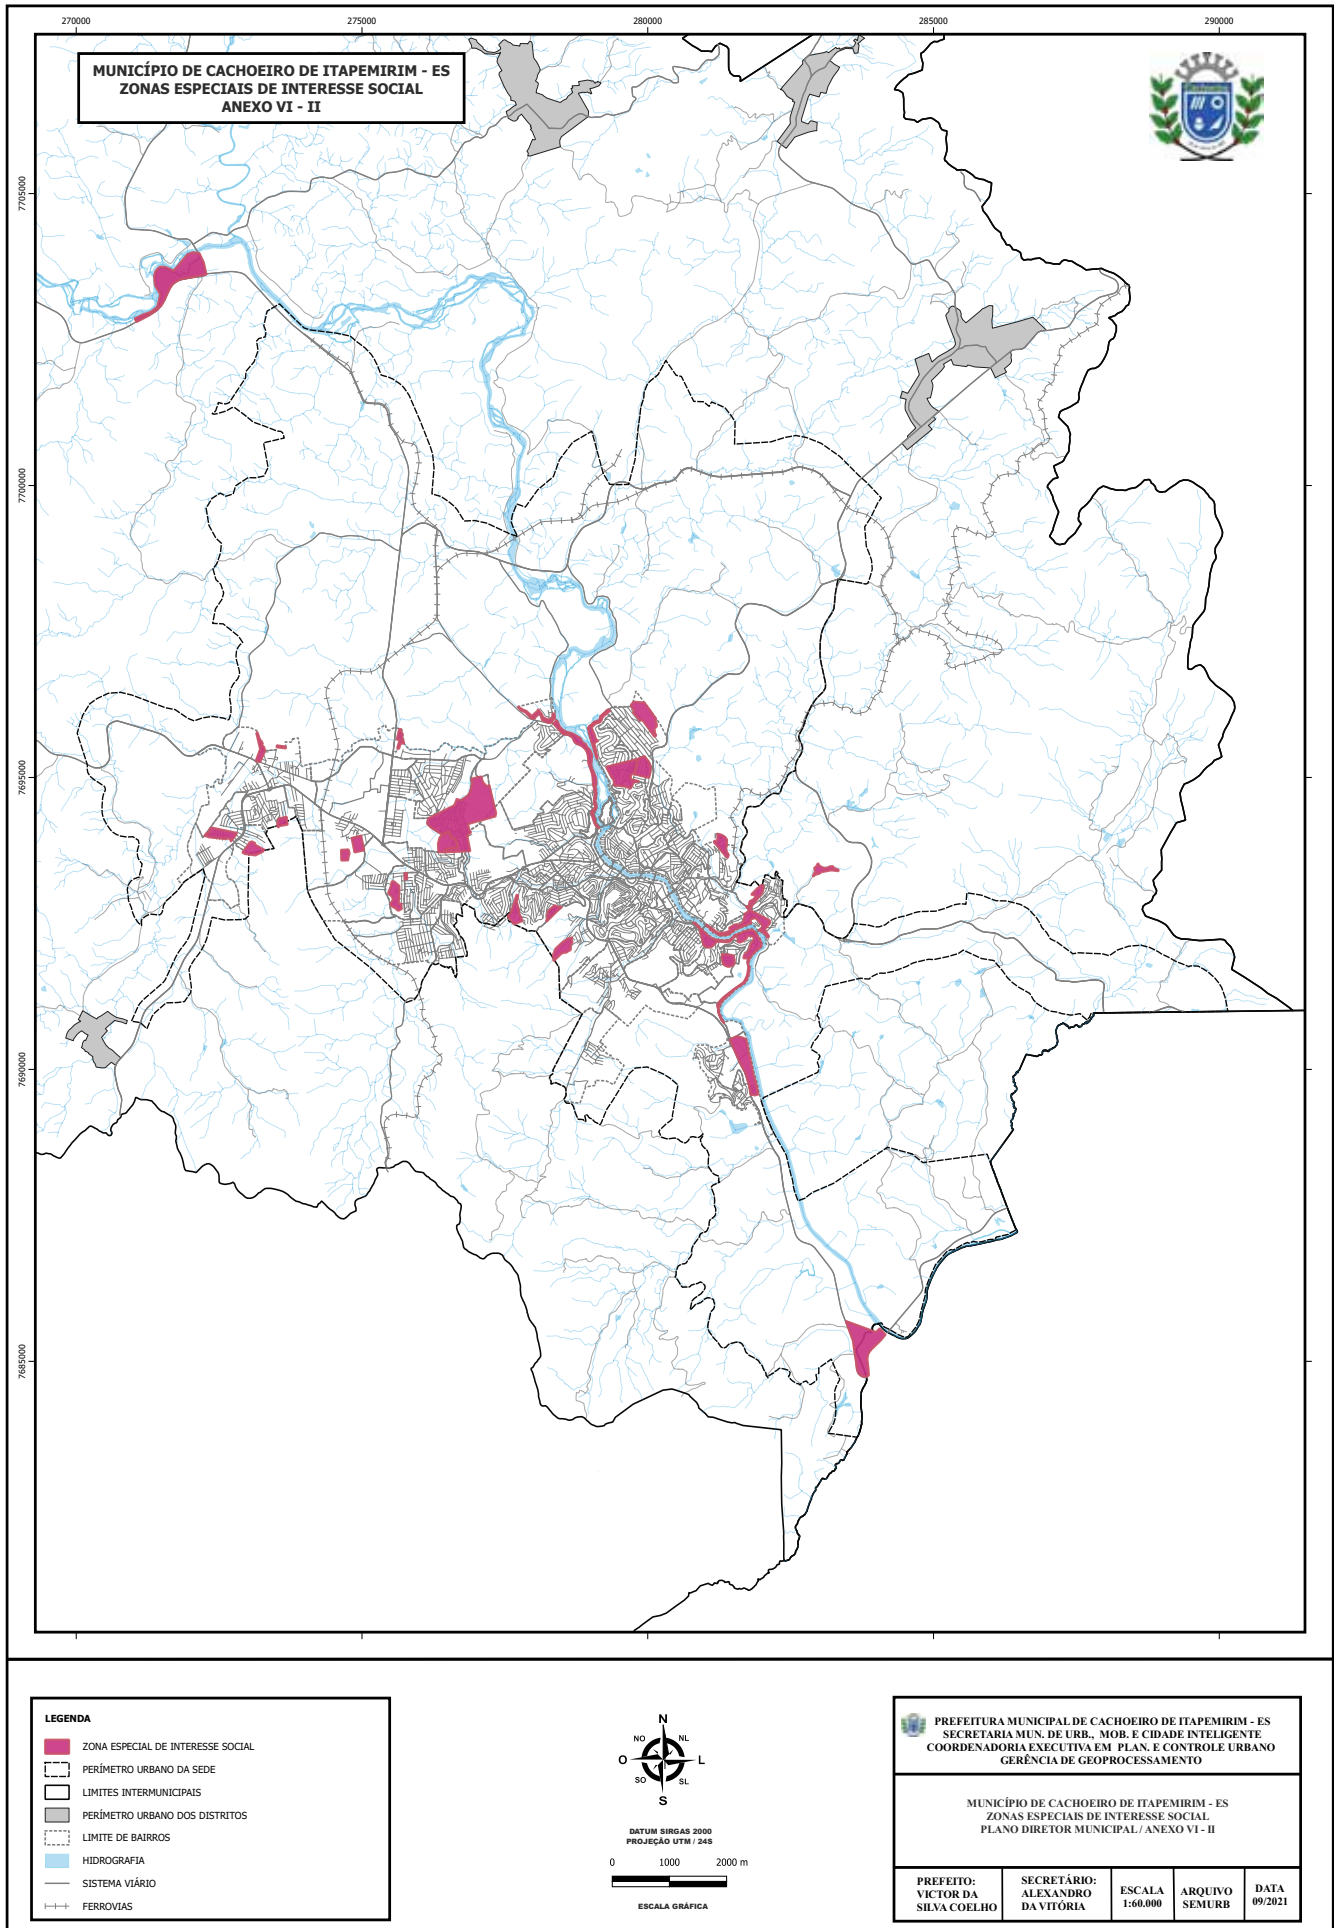 270000
275000
280000
285000
290000
MUNICÍPIO DE CACHOEIRO DE ITAPEMIRIM - ES
ZONAS ESPECIAIS DE INTERESSE SOCIAL
ANEXO VI - II
7705000
7700000
7695000
7690000
7685000
LEGENDA
ZONA ESPECIAL DE INTERESSE SOCIAL
PERÍMETRO URBANO DA SEDE
LIMITES INTERMUNICIPAIS
PERÍMETRO URBANO DOS DISTRITOS
LIMITE DE BAIRROS
HIDROGRAFIA
SISTEMA VIÁRIO
FERROVIAS
N
NO NL
O L
SO SL
S
DATUM SIRGAS 2000
PROJEÇÃO UTM / 24S
0 1000 2000 m
ESCALA GRÁFICA
PREFEITURA MUNICIPAL DE CACHOEIRO DE ITAPEMIRIM - ES
SECRETARIA MUN. DE URB., MOB. E CIDADE INTELIGENTE
COORDENADORIA EXECUTIVA EM PLAN. E CONTROLE URBANO
GERÊNCIA DE GEOPROCESSAMENTO
MUNICÍPIO DE CACHOEIRO DE ITAPEMIRIM - ES
ZONAS ESPECIAIS DE INTERESSE SOCIAL
PLANO DIRETOR MUNICIPAL / ANEXO VI - II
PREFEITO:
VICTOR DA
SILVA COELHO
SECRETÁRIO:
ALEXANDRO
DA VITÓRIA
ESCALA
1:60.000
ARQUIVO
SEMURB
DATA
09/2021